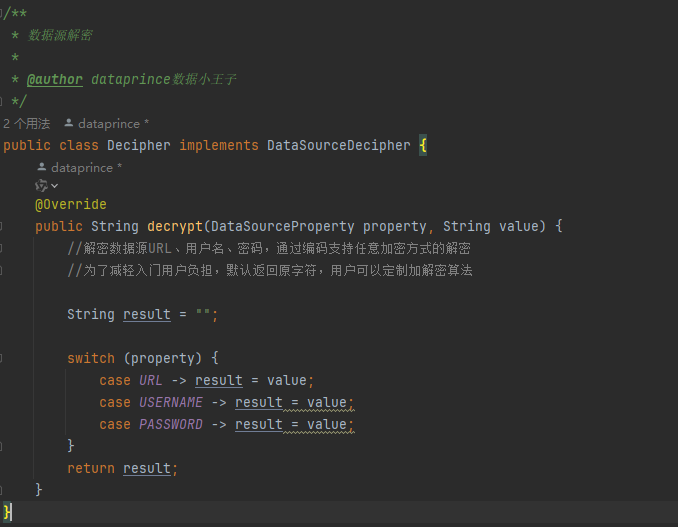 /**
 * 数据源解密
 *
 * @author dataprince数据小王子
 */
2 个用法 dataprince *
public class Decipher implements DataSourceDecipher {
dataprince *
@Override
public String decrypt(DataSourceProperty property, String value) {
//解密数据源URL、用户名、密码，通过编码支持任意加密方式的解密
//为了减轻入门用户负担，默认返回原字符，用户可以定制加解密算法
String result = "";
switch (property) {
case URL -> result = value;
case USERNAME -> result = value;
case PASSWORD -> result = value;
}
return result;
}
}